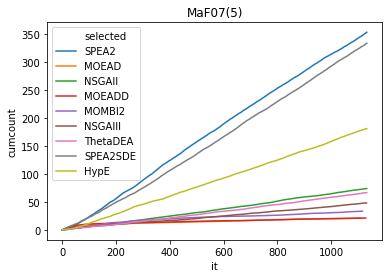 MaF07(5)
selected
SPEA2
MOEAD
NSGAII
MOEADD
MOMBI2
NSGAIII
ThetaDEA
SPEA2SDE
HypE
cumcount
350
300
250
200
150
100
50
0
0 200 400 600 800 1000
it